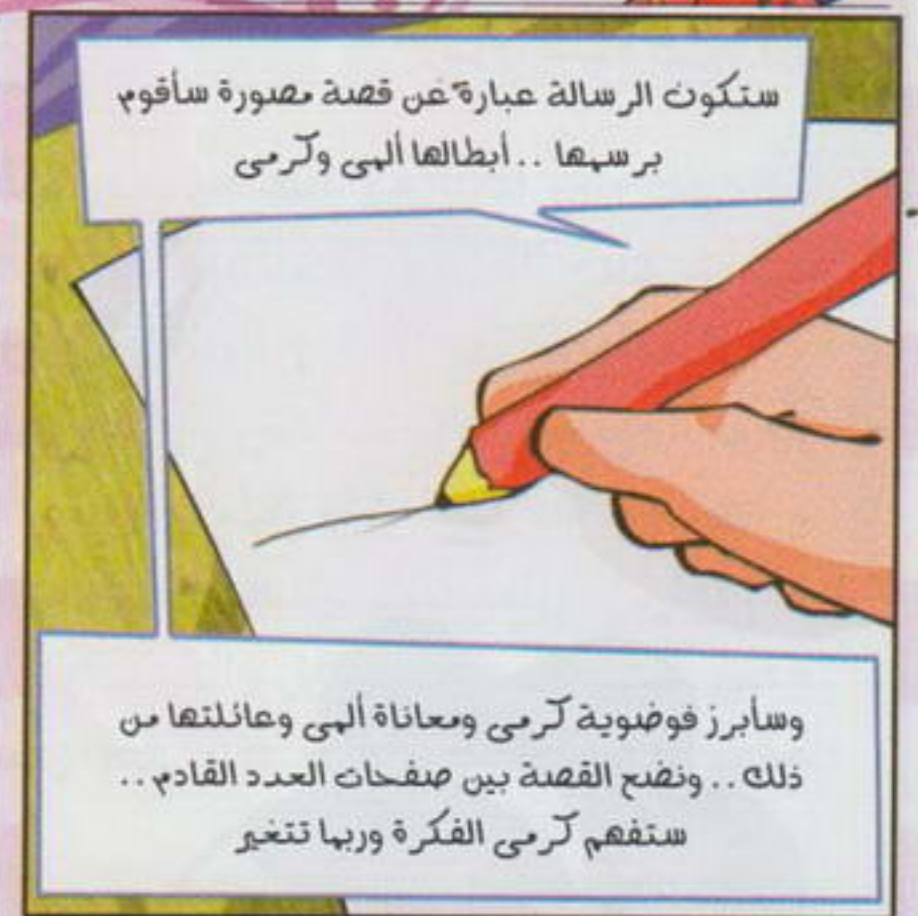 ستكون الرسالة عبارة عن قصة مصورة سأقوم
برسمها .. أبطالها ألمى وكرمى
وسأبرز فوضوية كرمى ومعاناة ألمى وعائلتها من
ذلك .. ونضع القصة بين صفحات العدد القادم ..
ستفهم كرمى الفكرة وربما تتغير